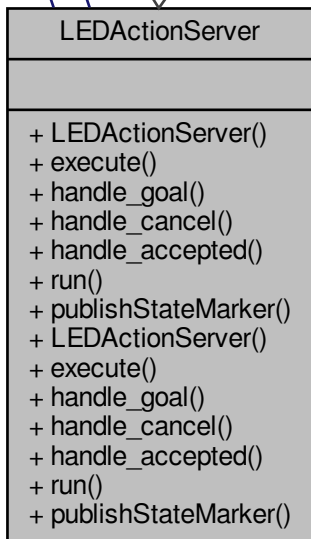 LEDActionServer
+ LEDActionServer()
+ execute()
+ handle_goal()
+ handle_cancel()
+ handle_accepted()
+ run()
+ publishStateMarker()
+ LEDActionServer()
+ execute()
+ handle_goal()
+ handle_cancel()
+ handle_accepted()
+ run()
+ publishStateMarker()